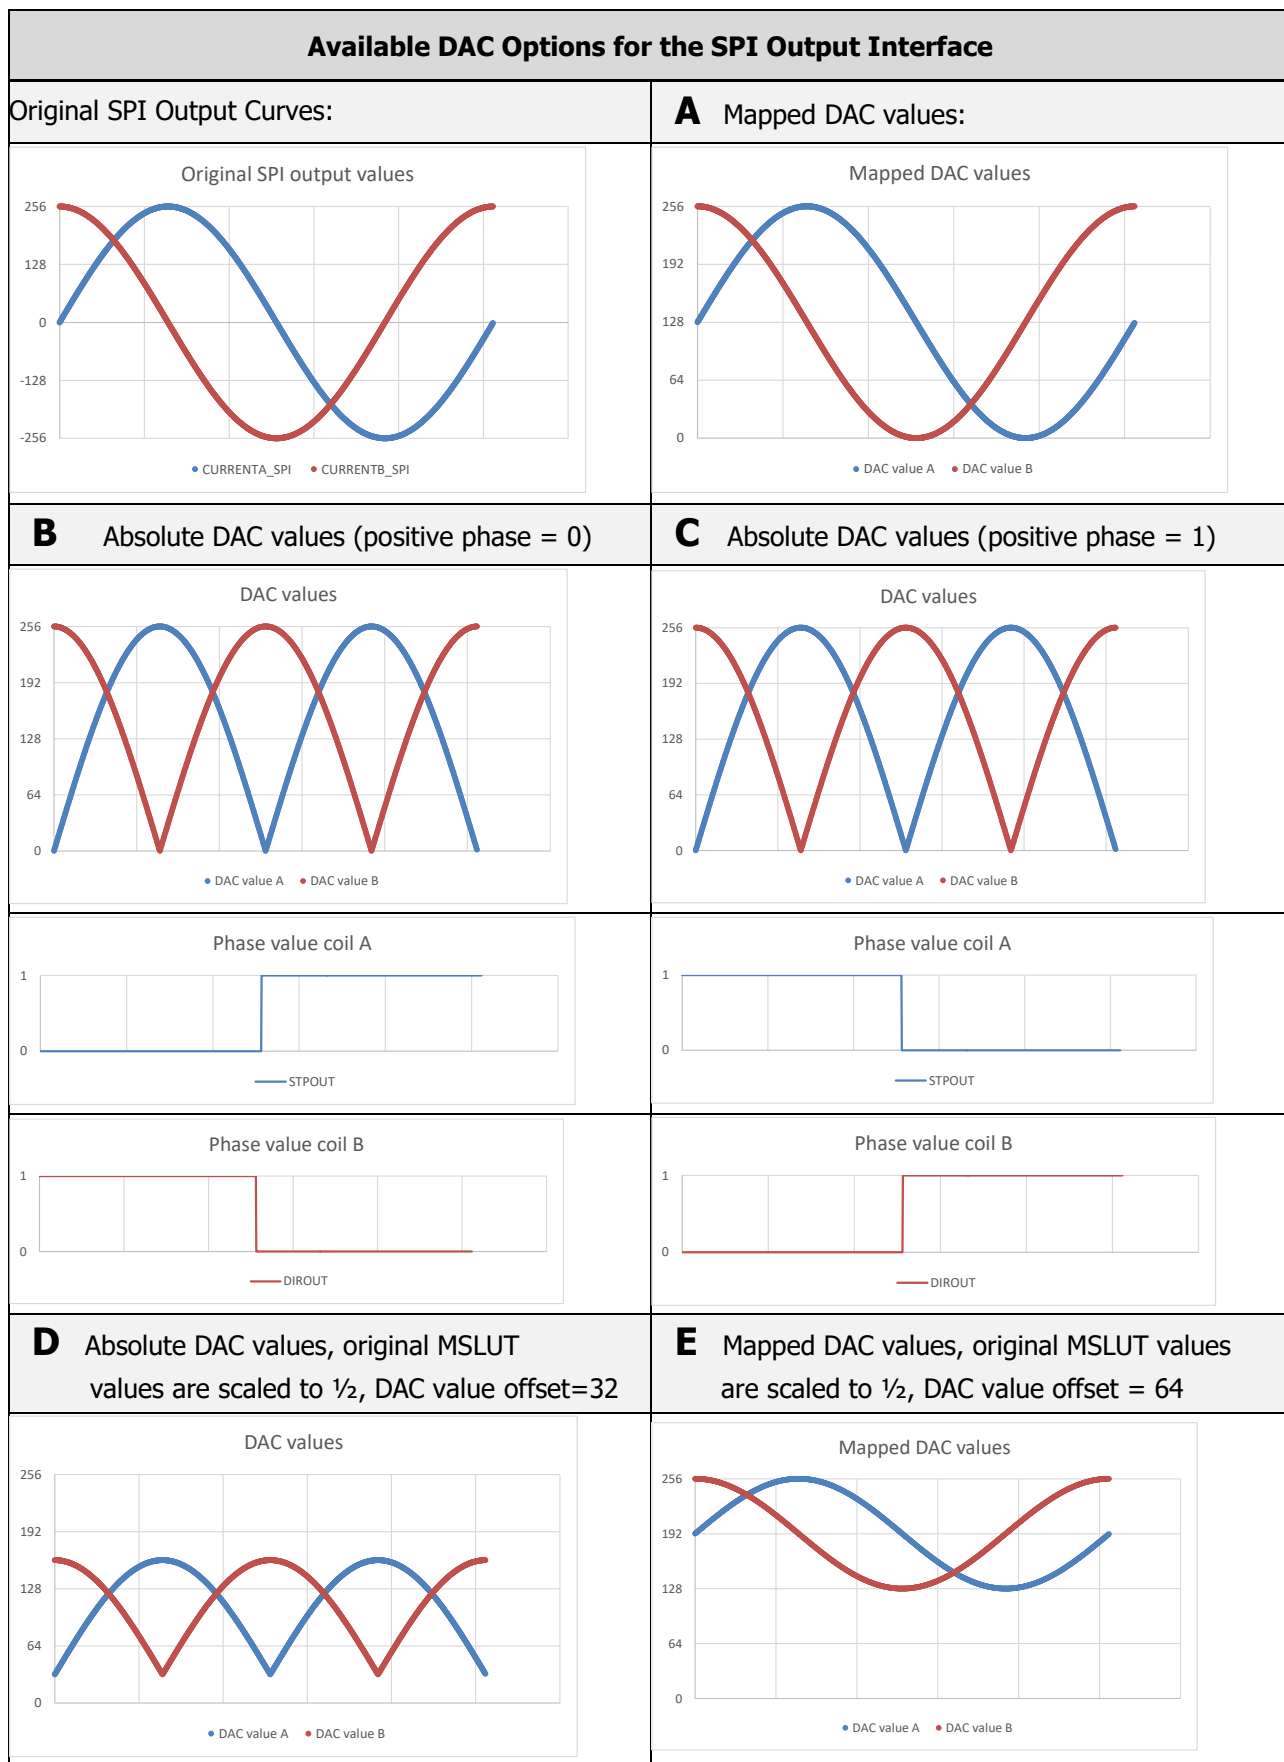 Available DAC Options for the SPI Output Interface
Original SPI Output Curves:
A Mapped DAC values:
Original SPI output values
256
128
0
-128
-256
CURRENTA_SPI CURRENTB_SPI
Mapped DAC values
256
192
128
64
0
DAC value A DAC value B
B Absolute DAC values (positive phase = 0)
C Absolute DAC values (positive phase = 1)
DAC values
256
192
128
64
0
DAC value A DAC value B
DAC values
256
192
128
64
0
DAC value A DAC value B
Phase value coil A
1
0
STPOUT
Phase value coil A
1
0
STPOUT
Phase value coil B
1
0
DIROUT
Phase value coil B
1
0
DIROUT
D Absolute DAC values, original MSLUT
values are scaled to ½, DAC value offset=32
E Mapped DAC values, original MSLUT values
are scaled to ½, DAC value offset = 64
DAC values
256
192
128
64
0
DAC value A DAC value B
Mapped DAC values
256
192
128
64
0
DAC value A DAC value B